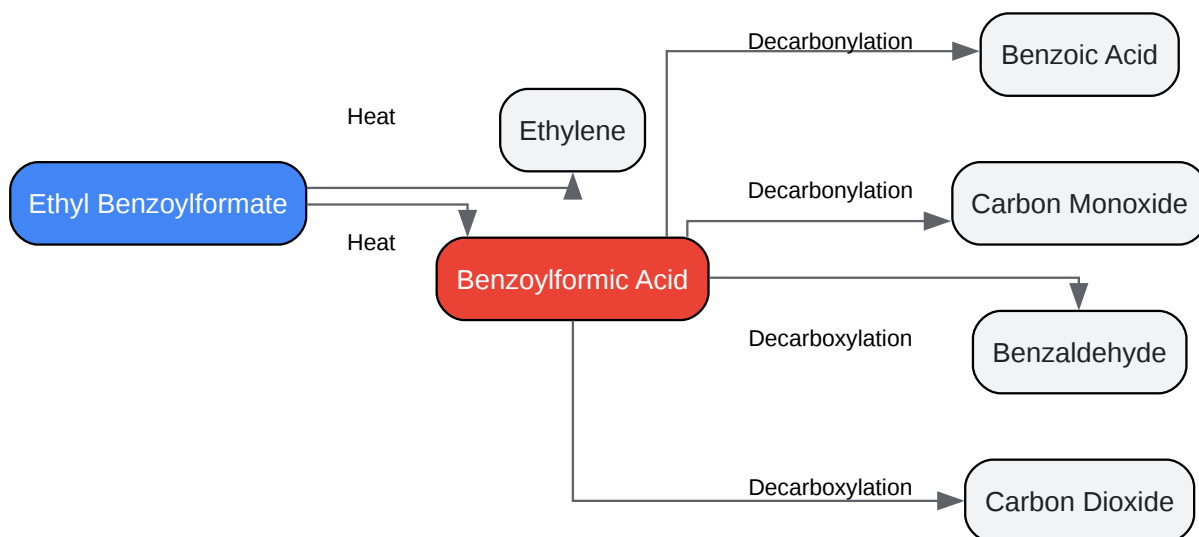 Decarbonylation
Benzoic Acid
Heat
Ethylene
Ethyl Benzoylformate
Decarbonylation
Carbon Monoxide
Heat
Benzoylformic Acid
Decarboxylation
Benzaldehyde
Decarboxylation
Carbon Dioxide